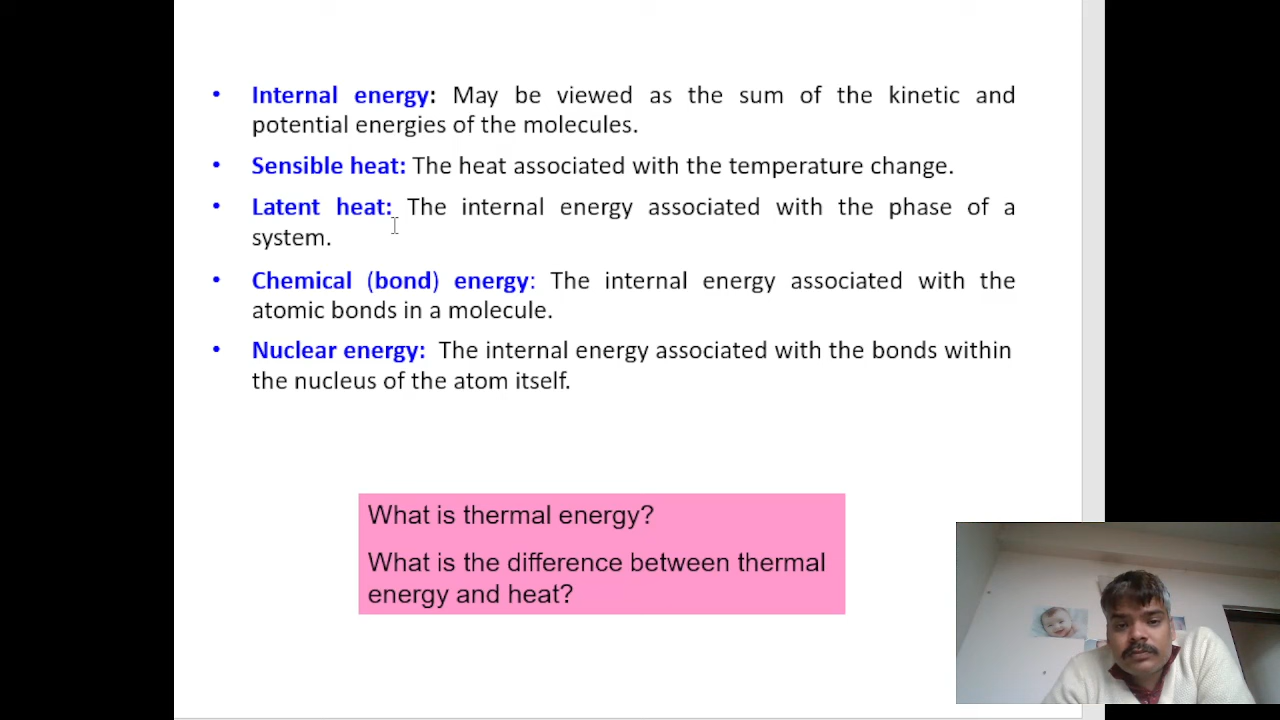 • Internal energy: May be viewed as the sum of the kinetic and
potential energies of the molecules.
• Sensible heat: The heat associated with the temperature change.
• Latent heat: The internal energy associated with the phase of a
system.
• Chemical (bond) energy: The internal energy associated with the
atomic bonds in a molecule.
• Nuclear energy: The internal energy associated with the bonds within
the nucleus of the atom itself.
What is thermal energy?
What is the difference between thermal
energy and heat?